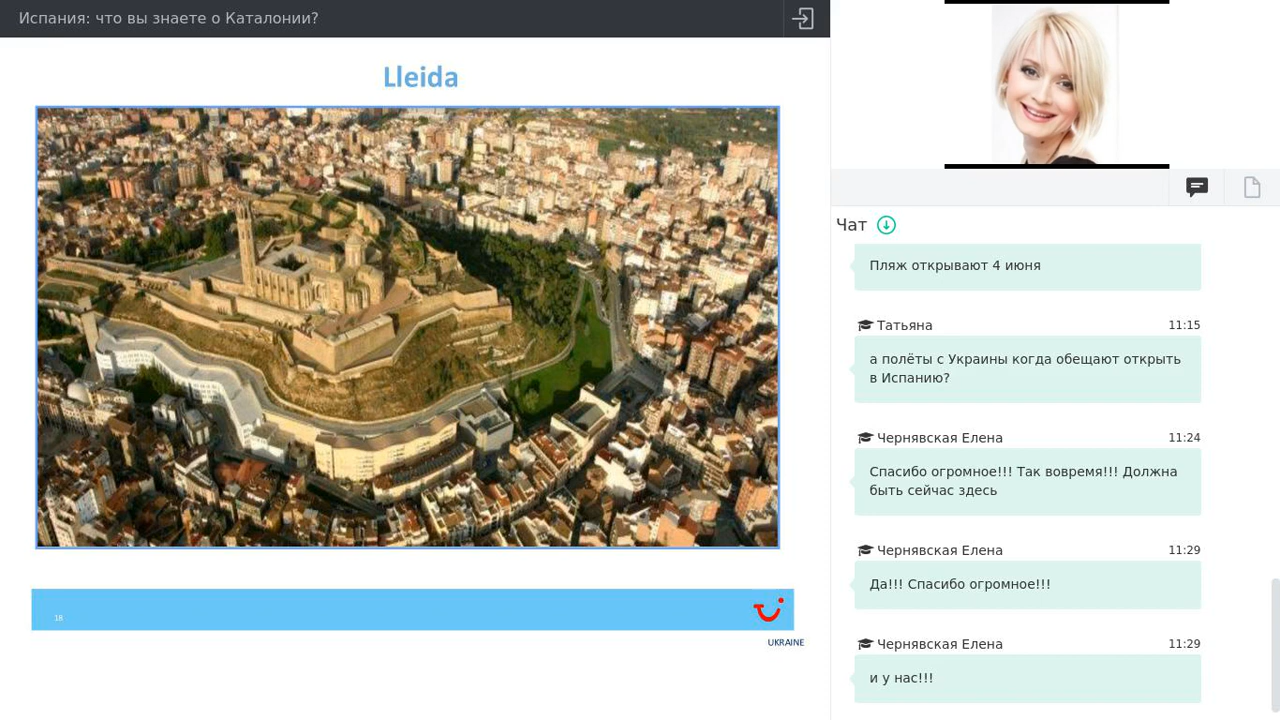 Испания: что вы знаете о Каталонии?
Lleida
18
UKRAINE
Чат
Пляж открывают 4 июня
Татьяна 11:15
а полёты с Украины когда обещают открыть
в Испанию?
Чернявская Елена 11:24
Спасибо огромное!!! Так вовремя!!! Должна
быть сейчас здесь
Чернявская Елена 11:29
Да!!! Спасибо огромное!!!
Чернявская Елена 11:29
и у нас!!!